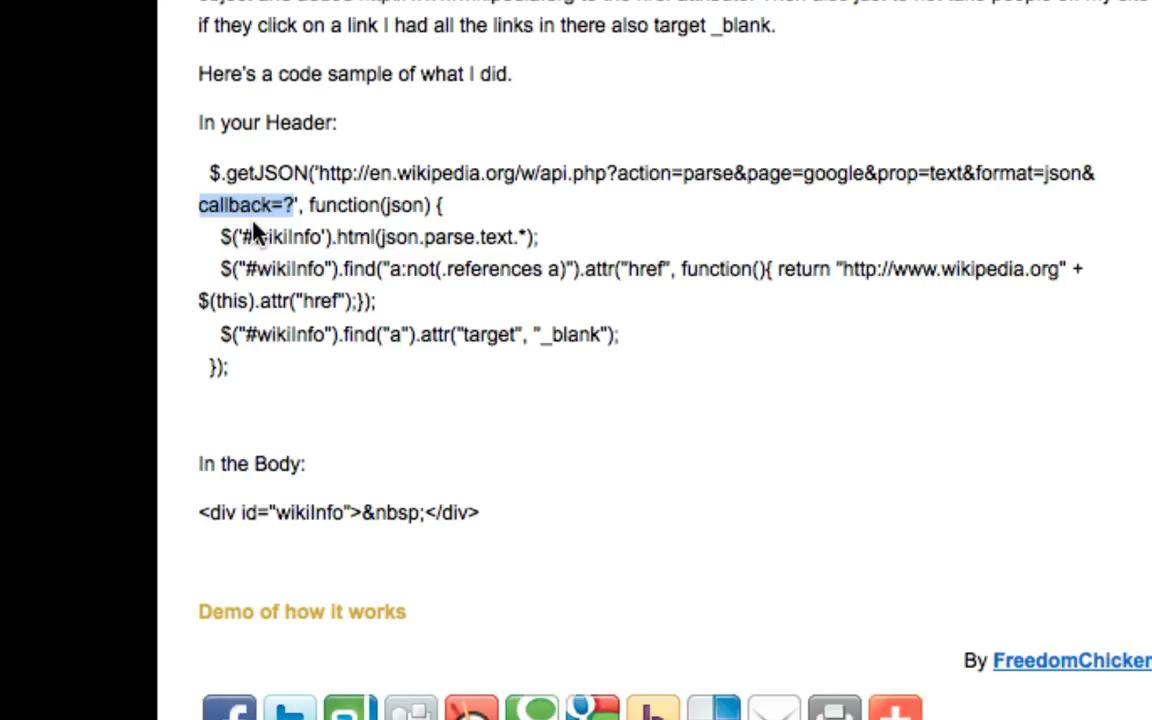 if they click on a link I had all the links in there also target _blank.
Here's a code sample of what I did.
In your Header:
$.getJSON('http://en.wikipedia.org/w/api.php?action=parse&page=google&prop=text&format=json&
callback=?', function(json) {
$('#wikiInfo').html(json.parse.text.*);
$("#wikiInfo").find("a:not(.references a)").attr("href", function(){ return "http://www.wikipedia.org" +
$(this).attr("href");});
$("#wikiInfo").find("a").attr("target", "_blank");
});
In the Body:
<div id="wikiInfo">&nbsp;</div>
Demo of how it works
By FreedomChicken